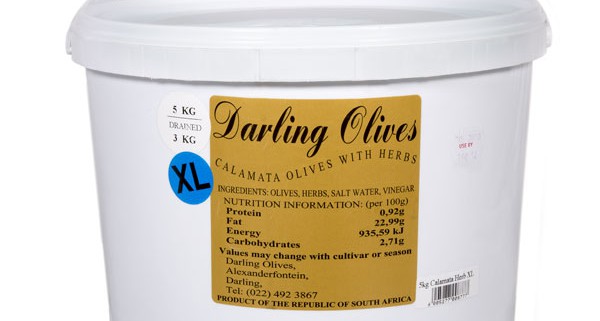 5 KG
DRAINED
3 KG
XL
Darling Olives
CALAMATA OLIVES WITH HERBS
INGREDIENTS: OLIVES, HERBS, SALT WATER, VINEGAR
NUTRITION INFORMATION: (per 100g)
Protein 0,92g
Fat 22,99g
Energy 935,59 kJ
Carbohydrates 2,71g
Values may change with cultivar or season
Darling Olives,
Alexanderfontein,
Darling,
Tel: (022) 492 3867
PRODUCT OF THE REPUBLIC OF SOUTH AFRICA
USE BY
5kg Calamata Herb XL